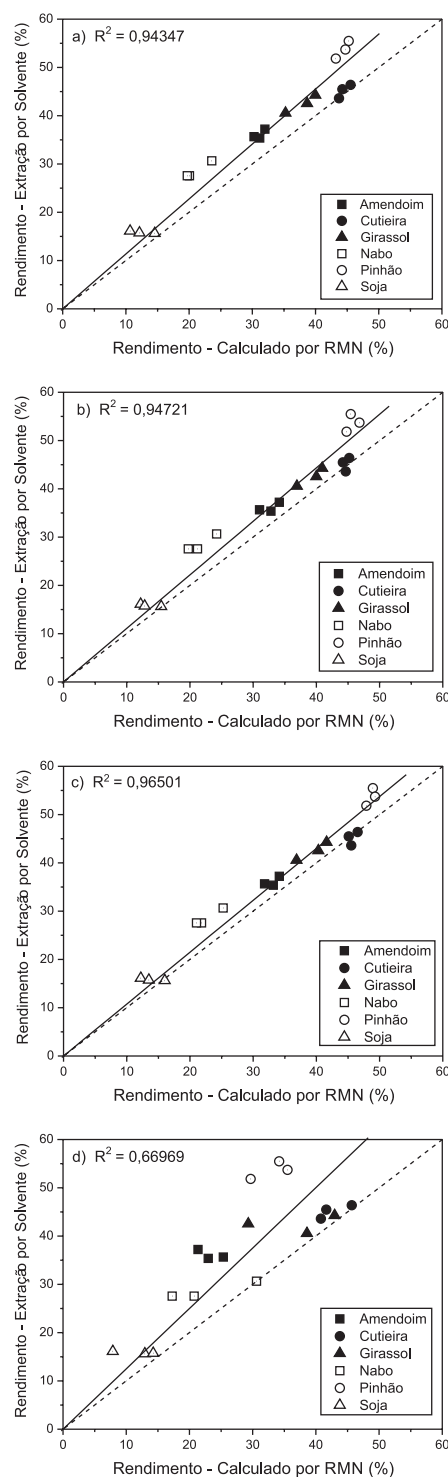 a) R² = 0,94347
Rendimento - Extração por Solvente (%)
60
50
40
30
20
10
0
Amendoim
Cutieira
Girassol
Nabo
Pinhão
Soja
0 10 20 30 40 50 60
Rendimento - Calculado por RMN (%)
b) R² = 0,94721
Rendimento - Extração por Solvente (%)
60
50
40
30
20
10
0
Amendoim
Cutieira
Girassol
Nabo
Pinhão
Soja
0 10 20 30 40 50 60
Rendimento - Calculado por RMN (%)
c) R² = 0,96501
Rendimento - Extração por Solvente (%)
60
50
40
30
20
10
0
Amendoim
Cutieira
Girassol
Nabo
Pinhão
Soja
0 10 20 30 40 50 60
Rendimento - Calculado por RMN (%)
d) R² = 0,66969
Rendimento - Extração por Solvente (%)
60
50
40
30
20
10
0
Amendoim
Cutieira
Girassol
Nabo
Pinhão
Soja
0 10 20 30 40 50 60
Rendimento - Calculado por RMN (%)